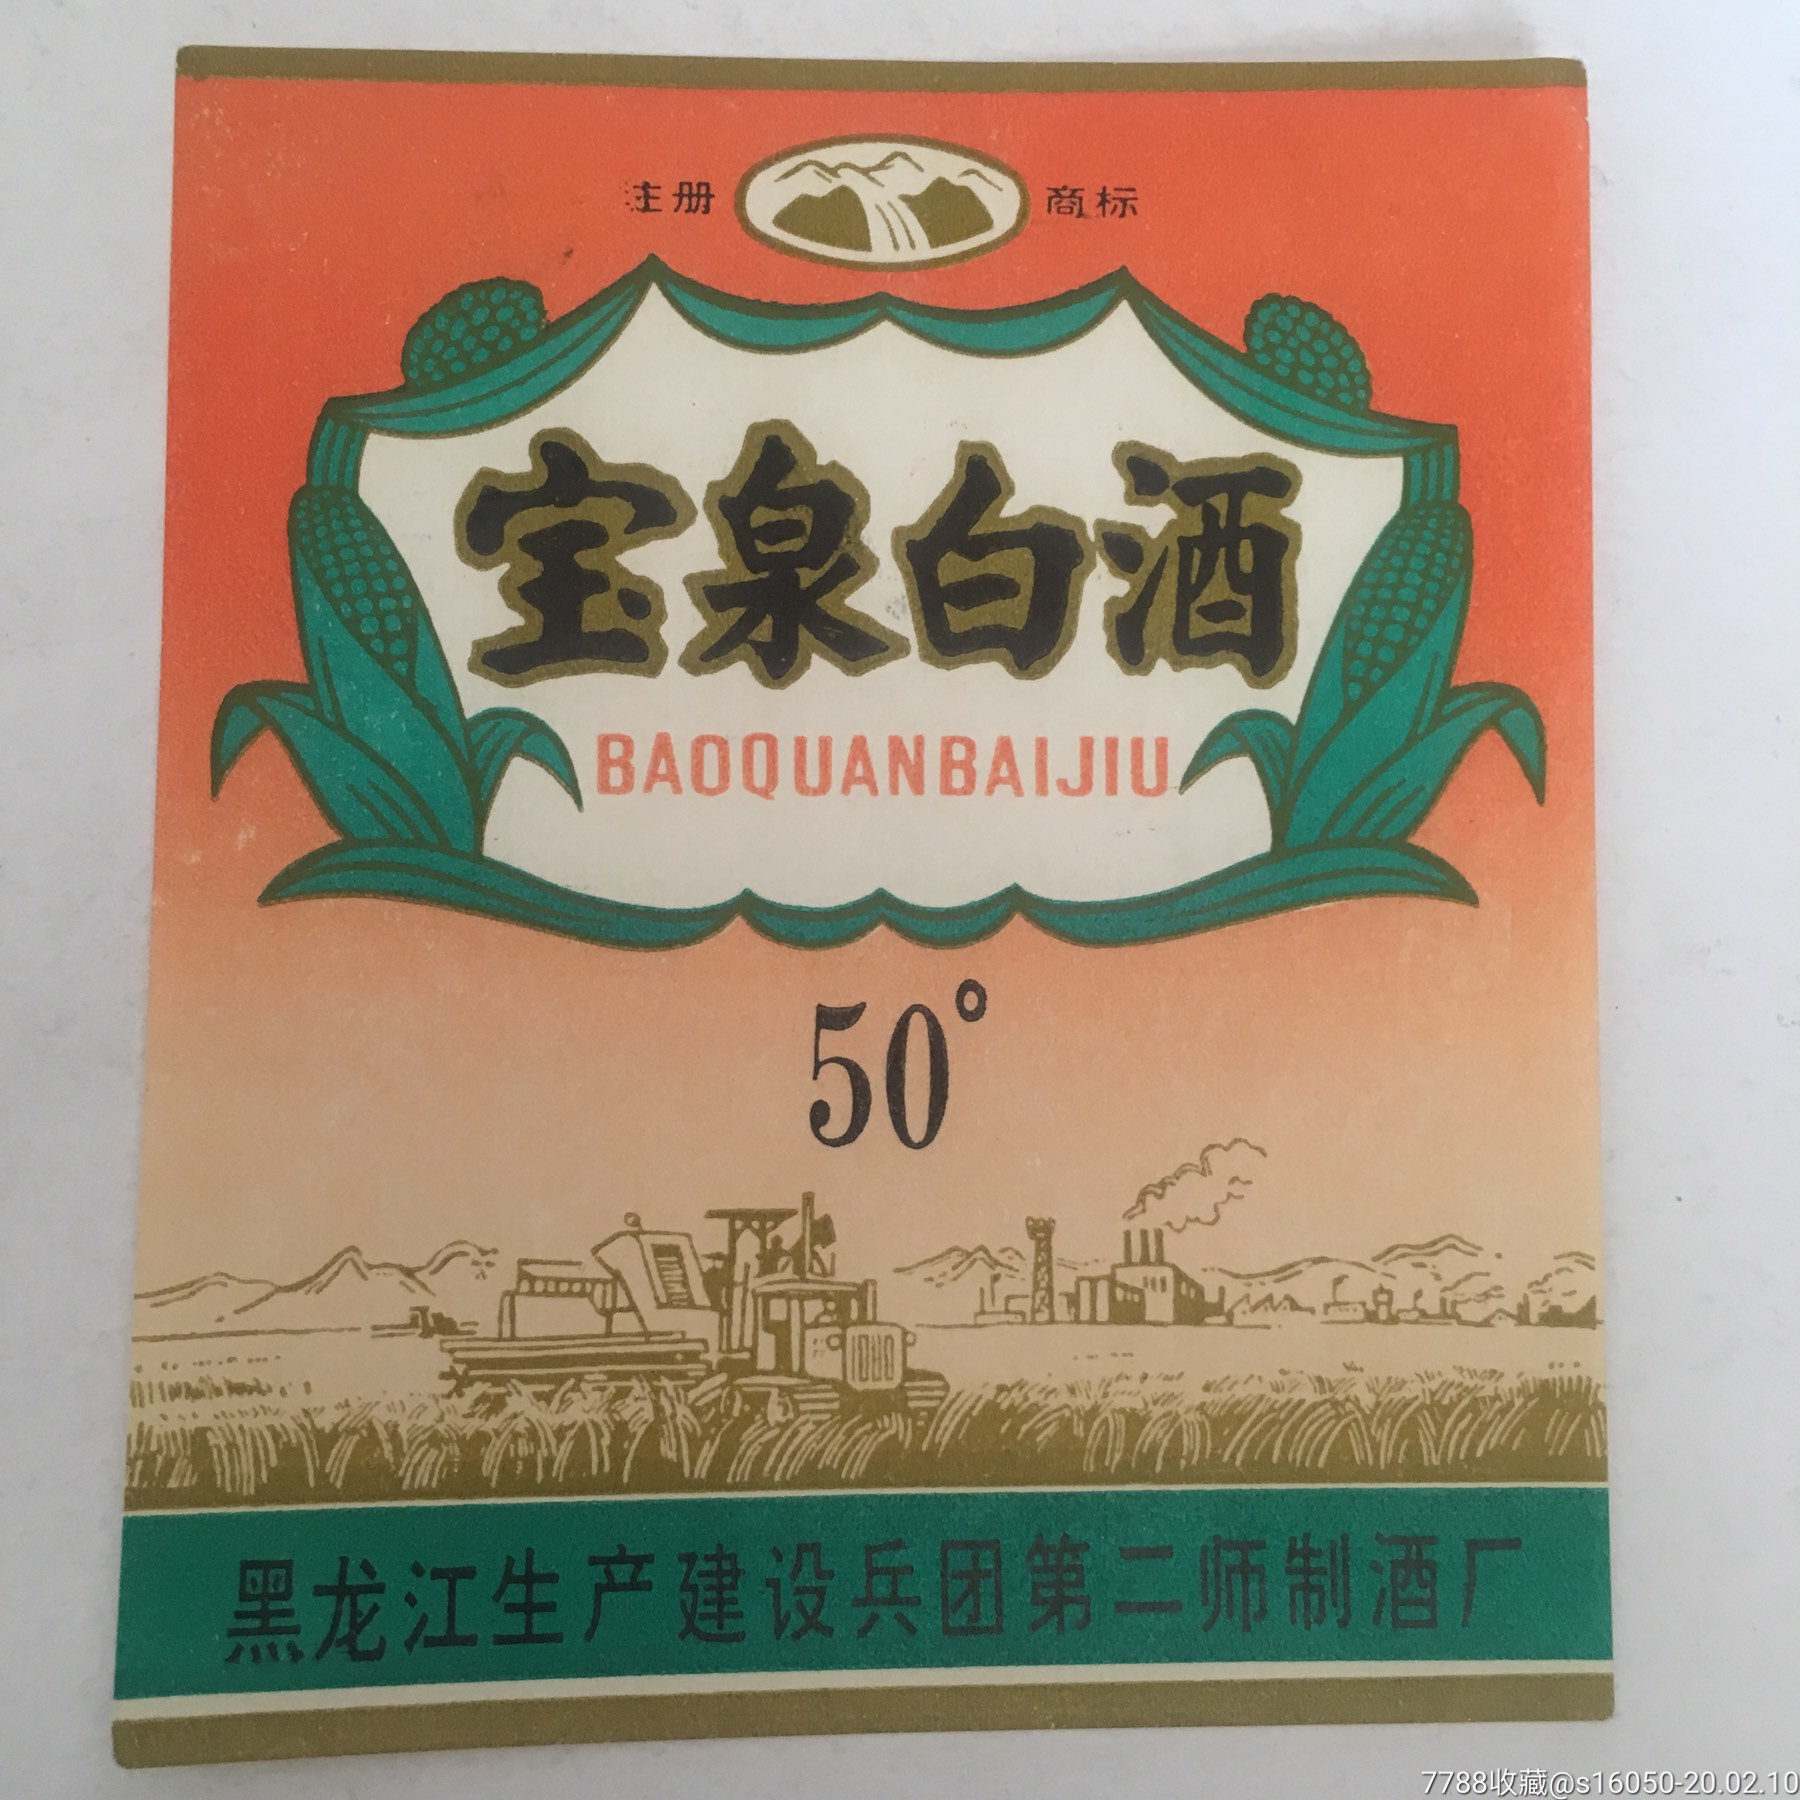 注册 商标
宝泉白酒
BAOQUANBAIJIU
50°
黑龙江生产建设兵团第二师制酒厂
7788收藏@s16050-20.02.10